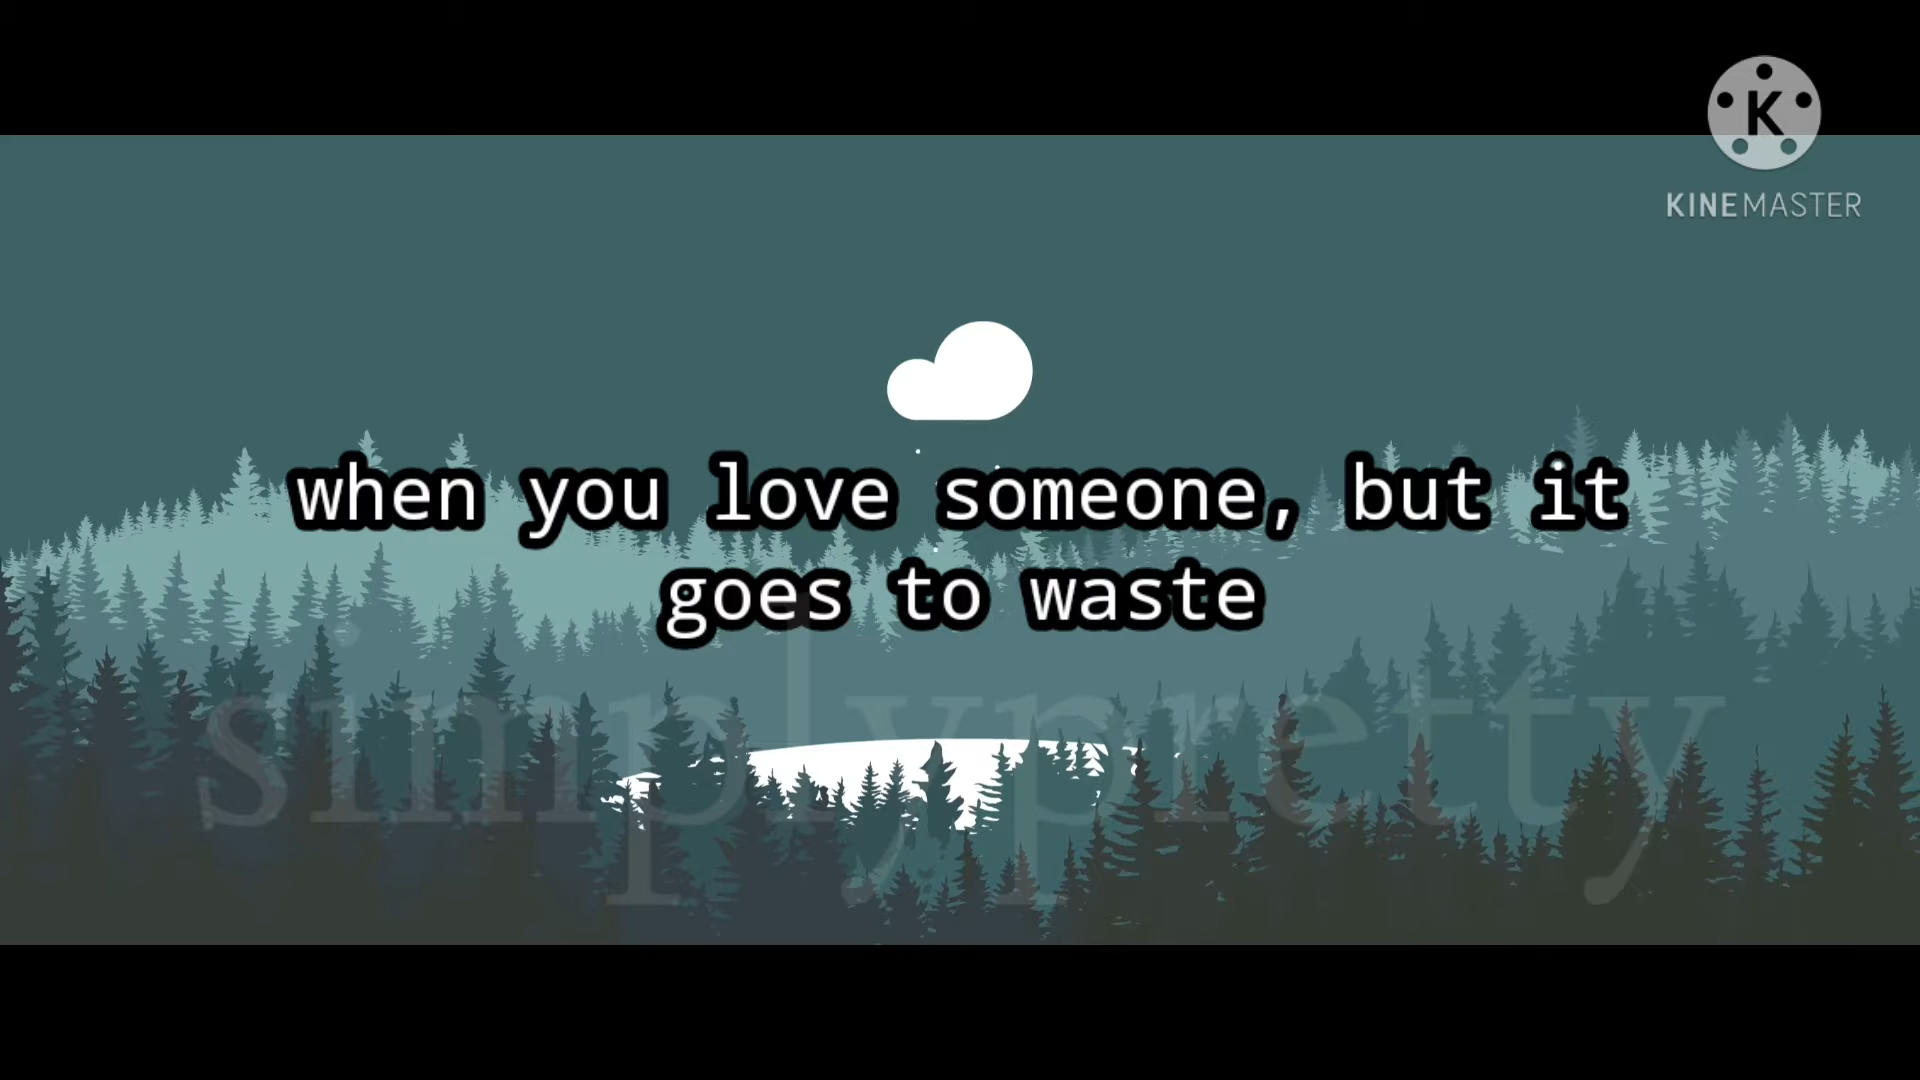 K
KINEMASTER
when you love someone, but it
goes to waste
simplypretty